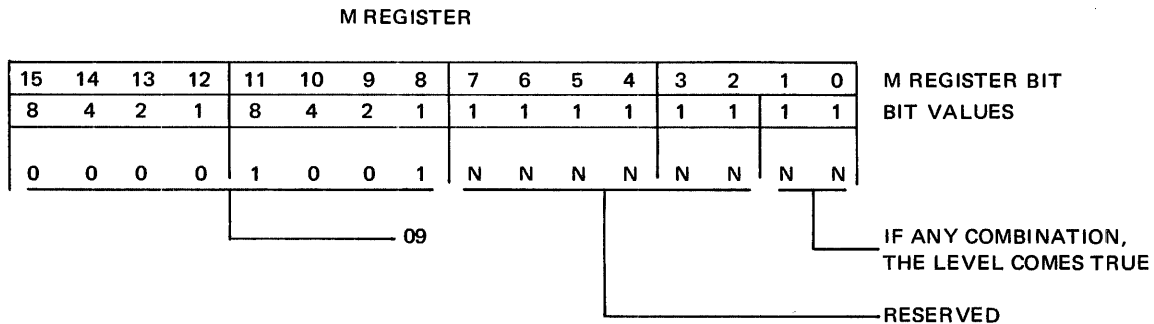 M REGISTER
15 14 13 12 11 10 9 8 7 6 5 4 3 2 1 0 M REGISTER BIT
8 4 2 1 8 4 2 1 1 1 1 1 1 1 1 1 BIT VALUES
0 0 0 0 1 0 0 1 N N N N N N N N
09
IF ANY COMBINATION,
THE LEVEL COMES TRUE
RESERVED